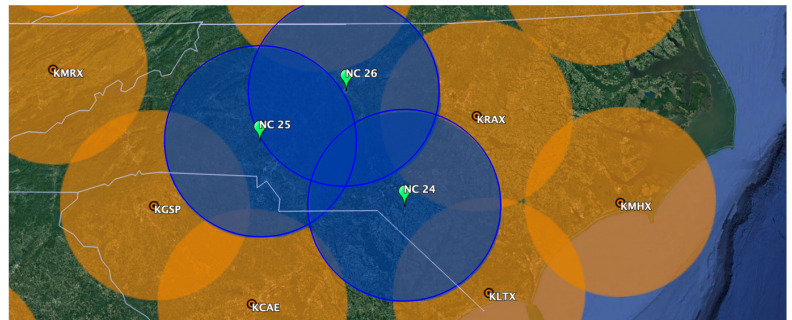 KMRX
NC 26
NC 25
KRAX
NC 24
KGSP
KMHX
KCAE
KLTX